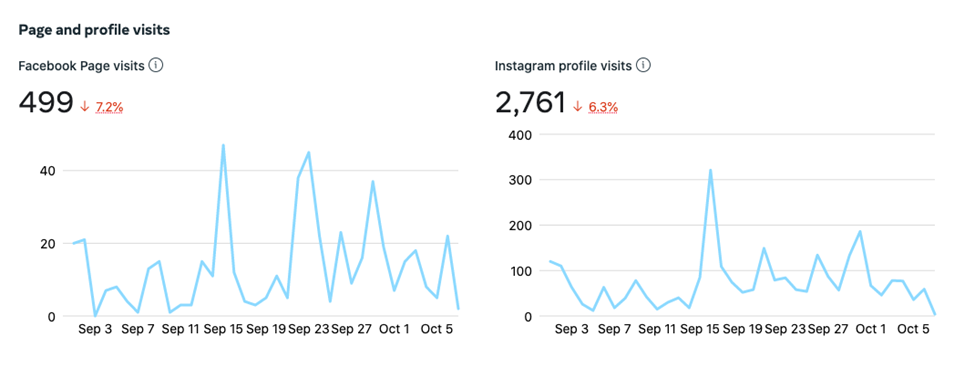 Page and profile visits
Facebook Page visits
499 ↓ 7.2%
40
20
0
Sep 3 Sep 7 Sep 11 Sep 15 Sep 19 Sep 23 Sep 27 Oct 1 Oct 5
Instagram profile visits
2,761 ↓ 6.3%
400
300
200
100
0
Sep 3 Sep 7 Sep 11 Sep 15 Sep 19 Sep 23 Sep 27 Oct 1 Oct 5